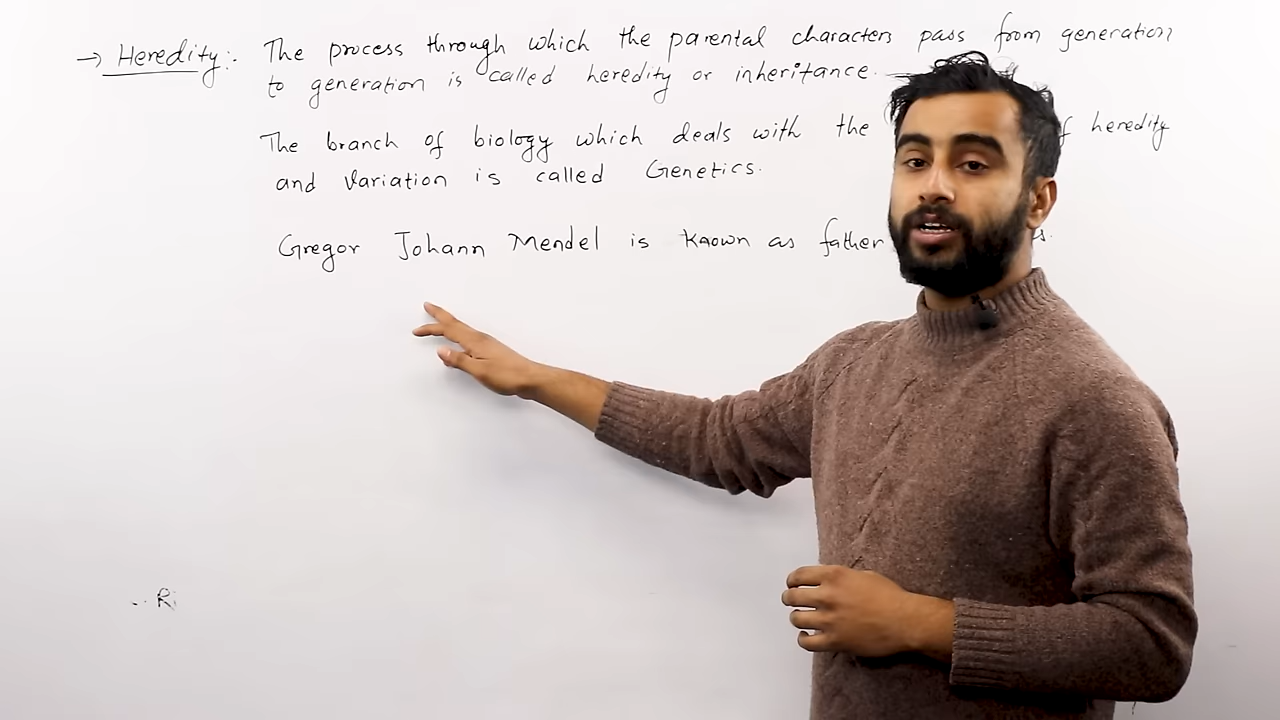 → Heredity:- The process through which the parental characters pass from generation
to generation is called heredity or inheritance.
The branch of biology which deals with the f heredity
and variation is called Genetics.
Gregor Johann Mendel is known as father s.
.. R